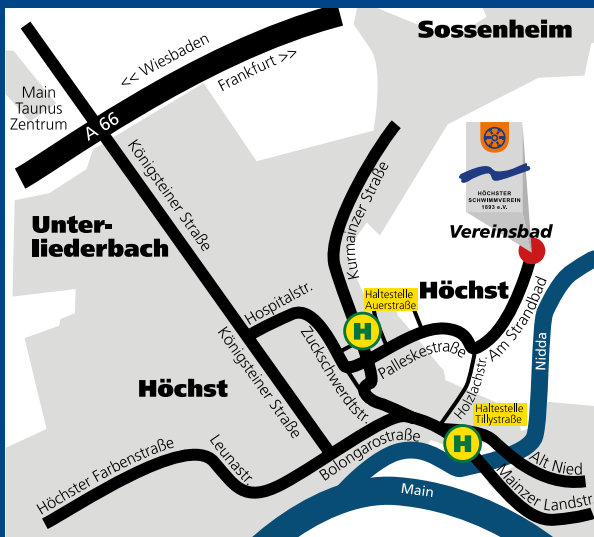 Sossenheim
<< Wiesbaden
Frankfurt >>
Main
Taunus
Zentrum
A 66
Königsteiner Straße
HÖCHSTER
SCHWIMMVEREIN
1893 e.V.
Vereinsbad
Unter-
liederbach
Kurmainzer Straße
Haltestelle
Auerstraße
H
Höchst
Hospitalstr.
Zuckschwerdtstr.
Palleskestraße
Am Strandbad
Nidda
Königsteiner Straße
Höchst
Holzlachstr.
Haltestelle
Tillystraße
H
Bolongarostraße
Leunastr.
Höchster Farbenstraße
Alt Nied
Mainzer Landstr.
Main